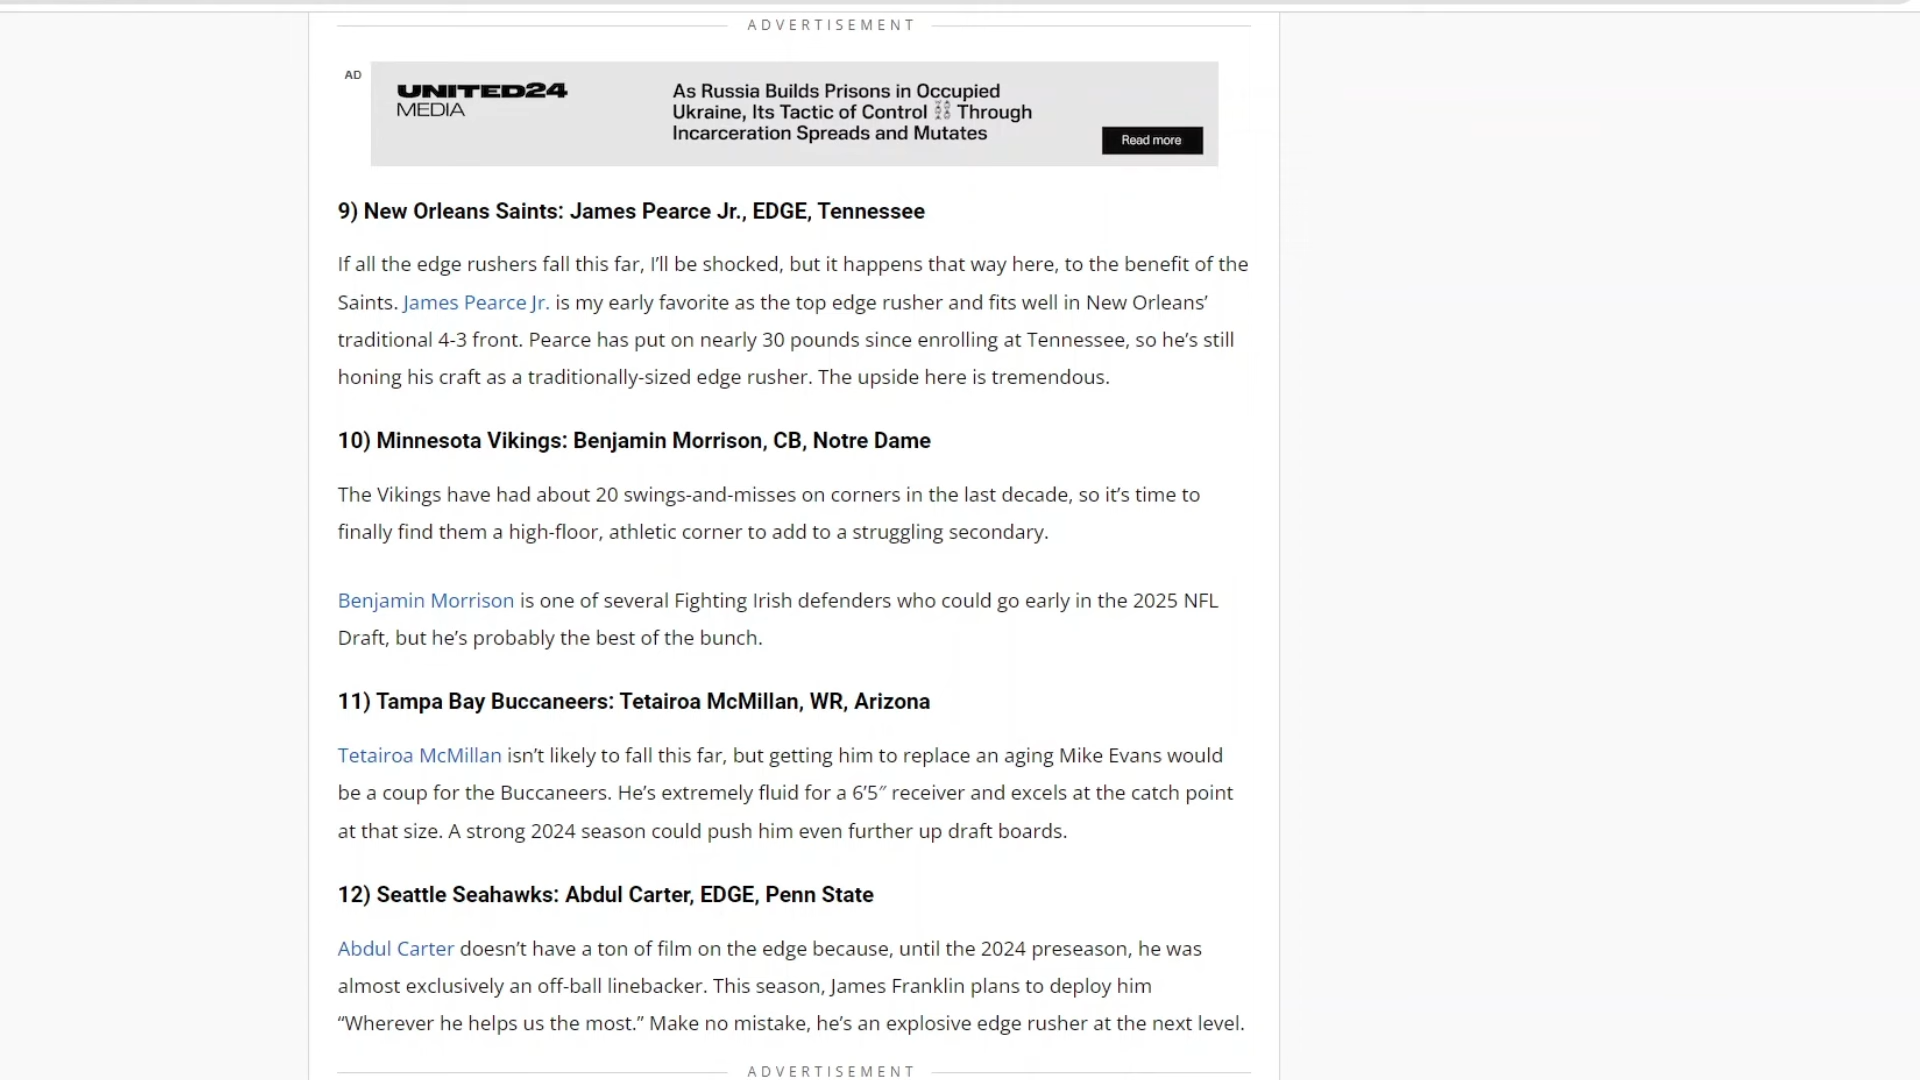 ADVERTISEMENT
AD
UNITED24
MEDIA
As Russia Builds Prisons in Occupied
Ukraine, Its Tactic of Control ⛓️ Through
Incarceration Spreads and Mutates
Read more
9) New Orleans Saints: James Pearce Jr., EDGE, Tennessee
If all the edge rushers fall this far, I’ll be shocked, but it happens that way here, to the benefit of the
Saints. James Pearce Jr. is my early favorite as the top edge rusher and fits well in New Orleans’
traditional 4-3 front. Pearce has put on nearly 30 pounds since enrolling at Tennessee, so he’s still
honing his craft as a traditionally-sized edge rusher. The upside here is tremendous.
10) Minnesota Vikings: Benjamin Morrison, CB, Notre Dame
The Vikings have had about 20 swings-and-misses on corners in the last decade, so it’s time to
finally find them a high-floor, athletic corner to add to a struggling secondary.
Benjamin Morrison is one of several Fighting Irish defenders who could go early in the 2025 NFL
Draft, but he’s probably the best of the bunch.
11) Tampa Bay Buccaneers: Tetairoa McMillan, WR, Arizona
Tetairoa McMillan isn’t likely to fall this far, but getting him to replace an aging Mike Evans would
be a coup for the Buccaneers. He’s extremely fluid for a 6’5″ receiver and excels at the catch point
at that size. A strong 2024 season could push him even further up draft boards.
12) Seattle Seahawks: Abdul Carter, EDGE, Penn State
Abdul Carter doesn’t have a ton of film on the edge because, until the 2024 preseason, he was
almost exclusively an off-ball linebacker. This season, James Franklin plans to deploy him
“Wherever he helps us the most.” Make no mistake, he’s an explosive edge rusher at the next level.
ADVERTISEMENT